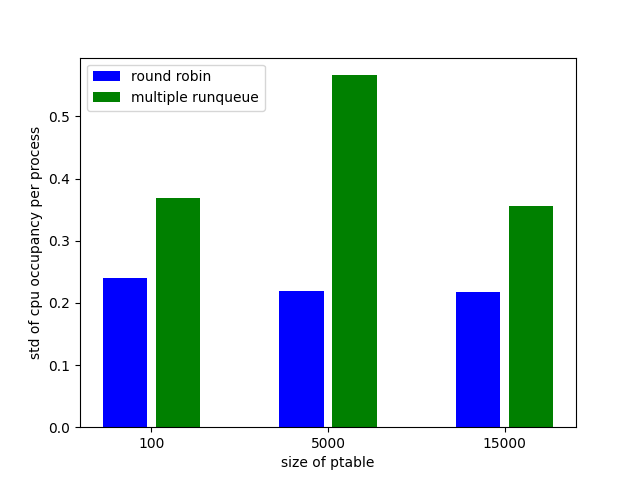 round robin
multiple runqueue
std of cpu occupancy per process
0.5
0.4
0.3
0.2
0.1
0.0
100
5000
15000
size of ptable